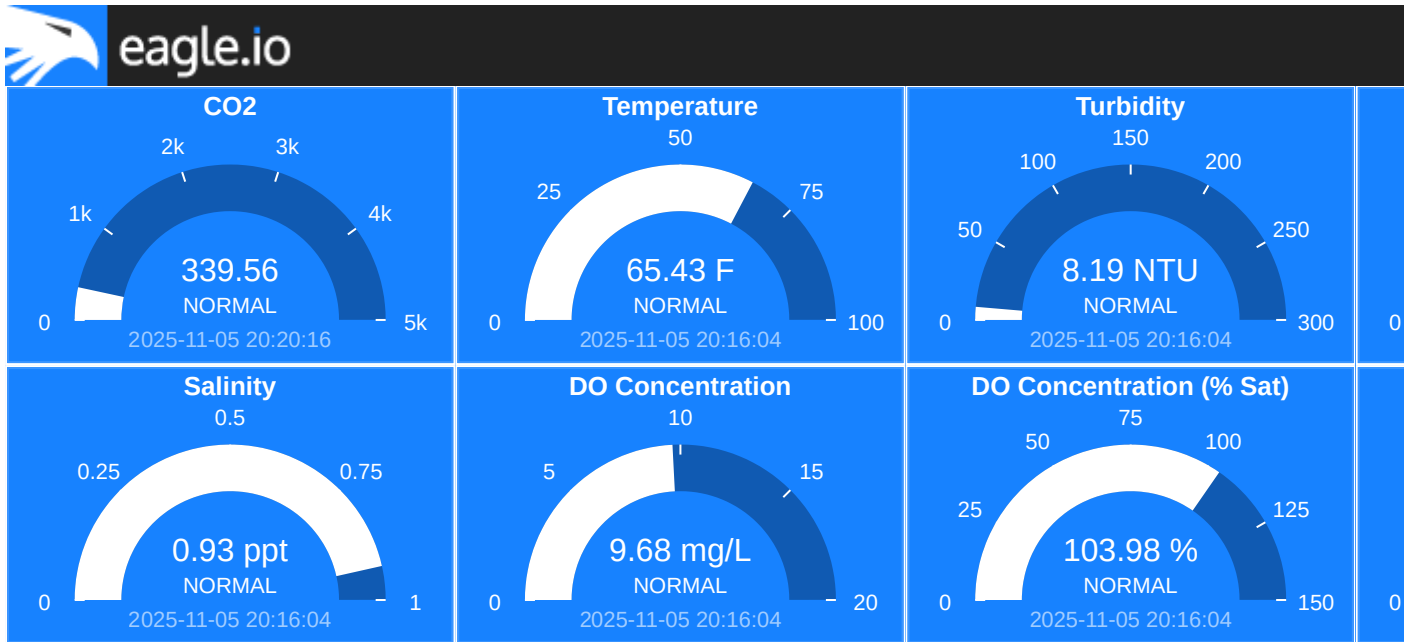 eagle.io
CO2
2k
3k
1k
4k
339.56
NORMAL
0
5k
2025-11-05 20:20:16
Temperature
50
25
75
65.43 F
NORMAL
0
100
2025-11-05 20:16:04
Turbidity
150
100
200
50
250
8.19 NTU
NORMAL
0
300
2025-11-05 20:16:04
0
Salinity
0.5
0.25
0.75
0.93 ppt
NORMAL
0
1
2025-11-05 20:16:04
DO Concentration
10
5
15
9.68 mg/L
NORMAL
0
20
2025-11-05 20:16:04
DO Concentration (% Sat)
75
50
100
25
125
103.98 %
NORMAL
0
150
2025-11-05 20:16:04
0